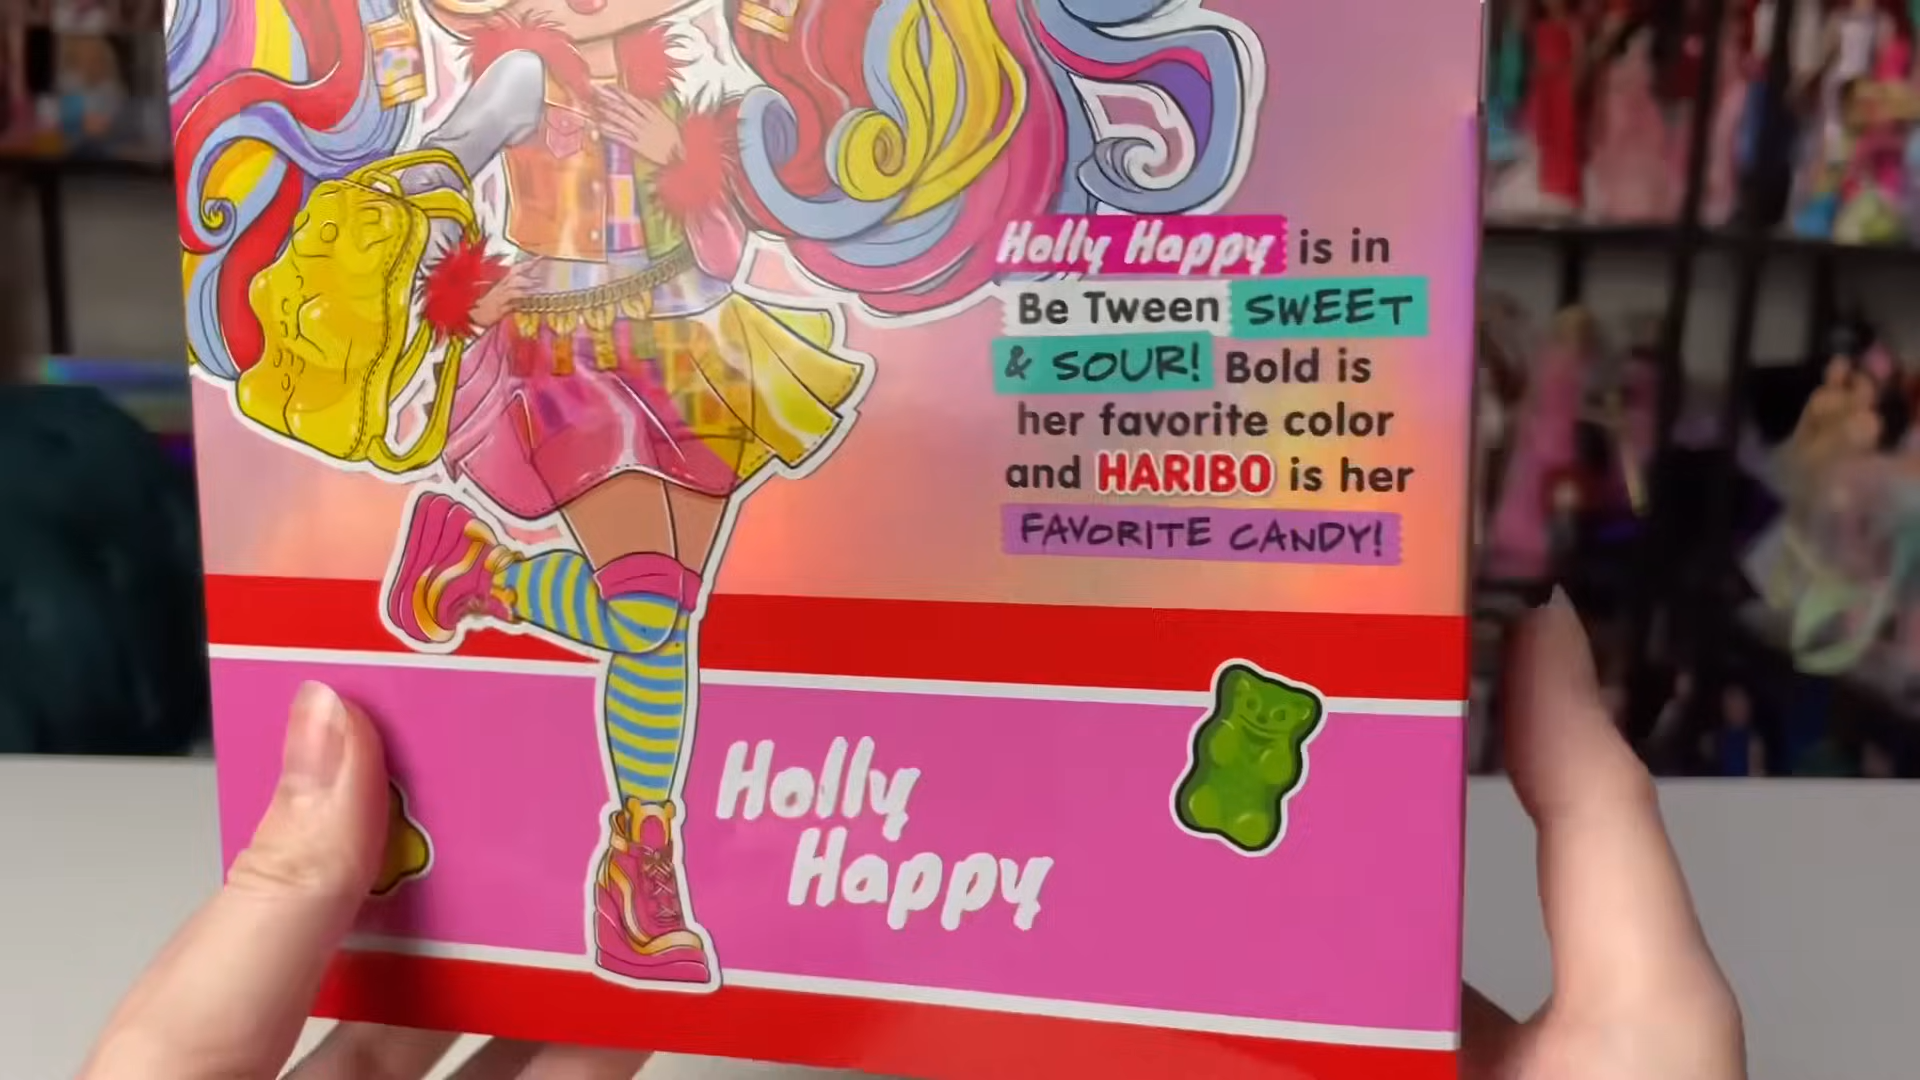 Holly Happy is in
Be Tween SWEET
& SOUR! Bold is
her favorite color
and HARIBO is her
FAVORITE CANDY!
Holly
Happy